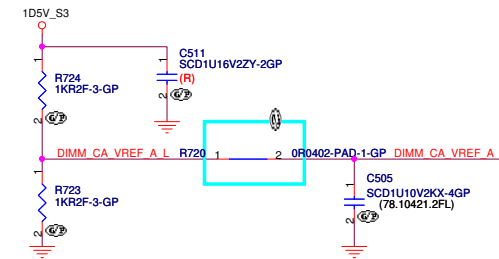 1D5V_S3
C511
SCD1U16V2ZY-2GP
1
(R)
2
G/P
1
R724
1KR2F-3-GP
2
G/P
DIMM_CA_VREF_A_L
R720
1
2
0R0402-PAD-1-GP
DIMM_CA_VREF_A
1
R723
1KR2F-3-GP
2
G/P
1
C505
SCD1U10V2KX-4GP
(78.10421.2FL)
2
G/P